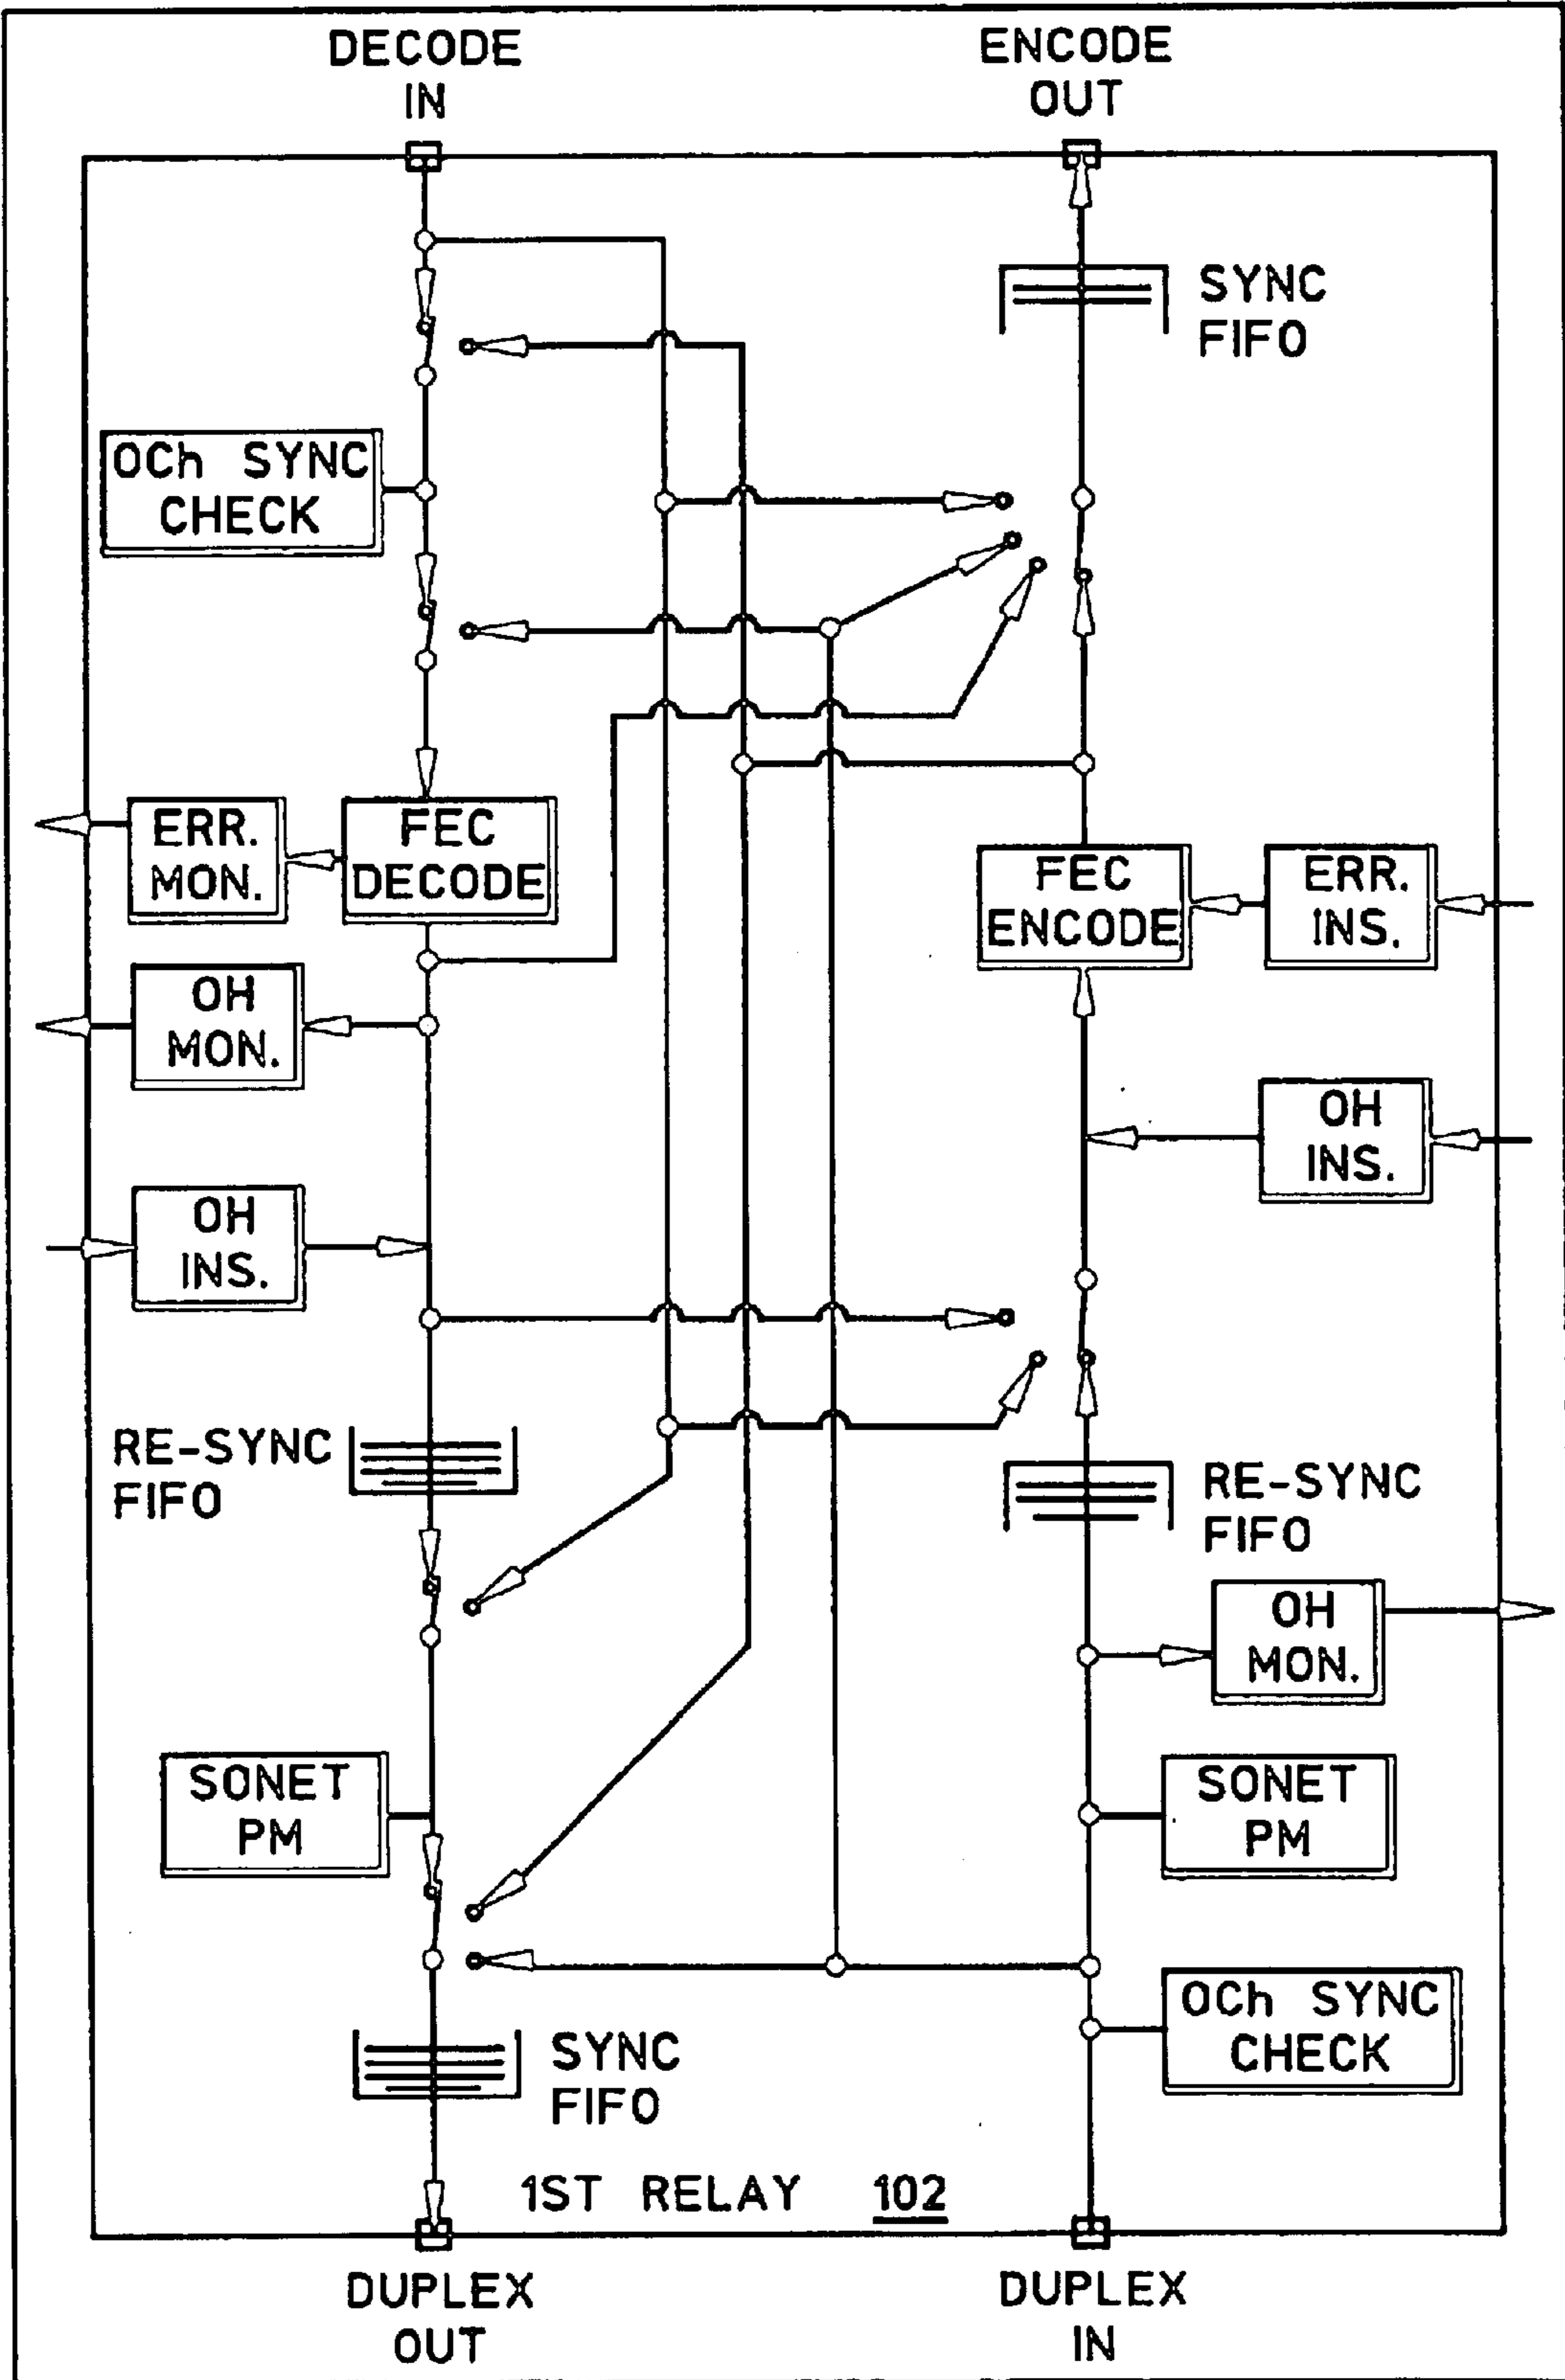 DECODE
IN
ENCODE
OUT
SYNC
FIFO
OCh SYNC
CHECK
ERR.
MON.
FEC
DECODE
FEC
ENCODE
ERR.
INS.
OH
MON.
OH
INS.
OH
INS.
RE-SYNC
FIFO
RE-SYNC
FIFO
OH
MON.
SONET
PM
SONET
PM
OCh SYNC
CHECK
SYNC
FIFO
1ST RELAY 102
DUPLEX
OUT
DUPLEX
IN